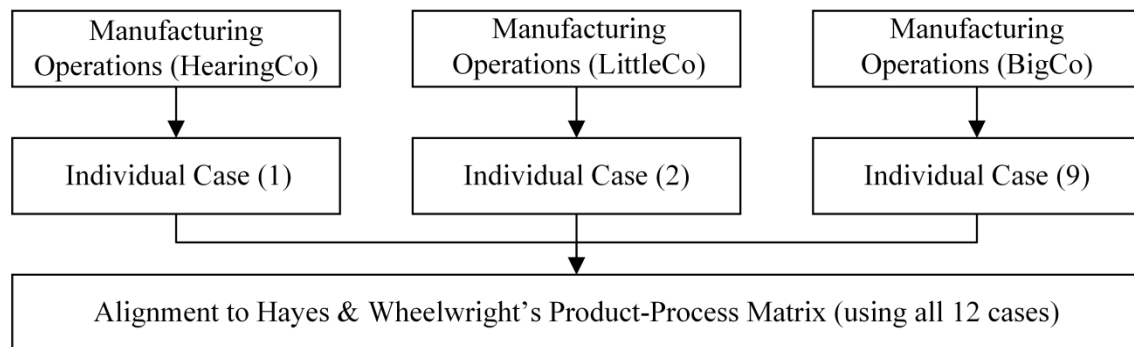 Manufacturing
Operations (HearingCo)
Manufacturing
Operations (LittleCo)
Manufacturing
Operations (BigCo)
Individual Case (1)
Individual Case (2)
Individual Case (9)
Alignment to Hayes & Wheelwright’s Product-Process Matrix (using all 12 cases)